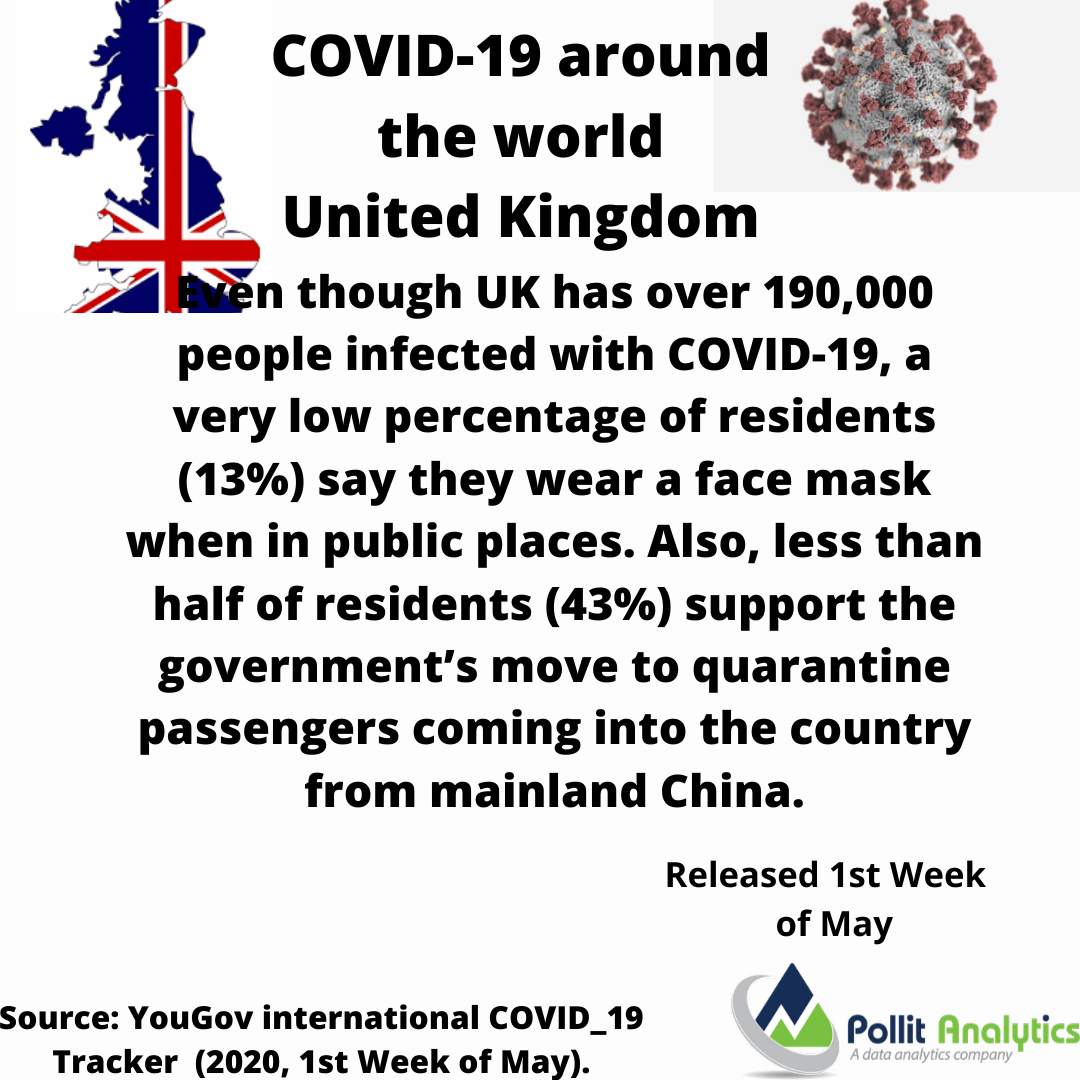 COVID-19 around
the world
United Kingdom
Even though UK has over 190,000
people infected with COVID-19, a
very low percentage of residents
(13%) say they wear a face mask
when in public places. Also, less than
half of residents (43%) support the
government’s move to quarantine
passengers coming into the country
from mainland China.
Released 1st Week
of May
Source: YouGov international COVID_19
Tracker (2020, 1st Week of May).
Pollit Analytics
A data analytics company